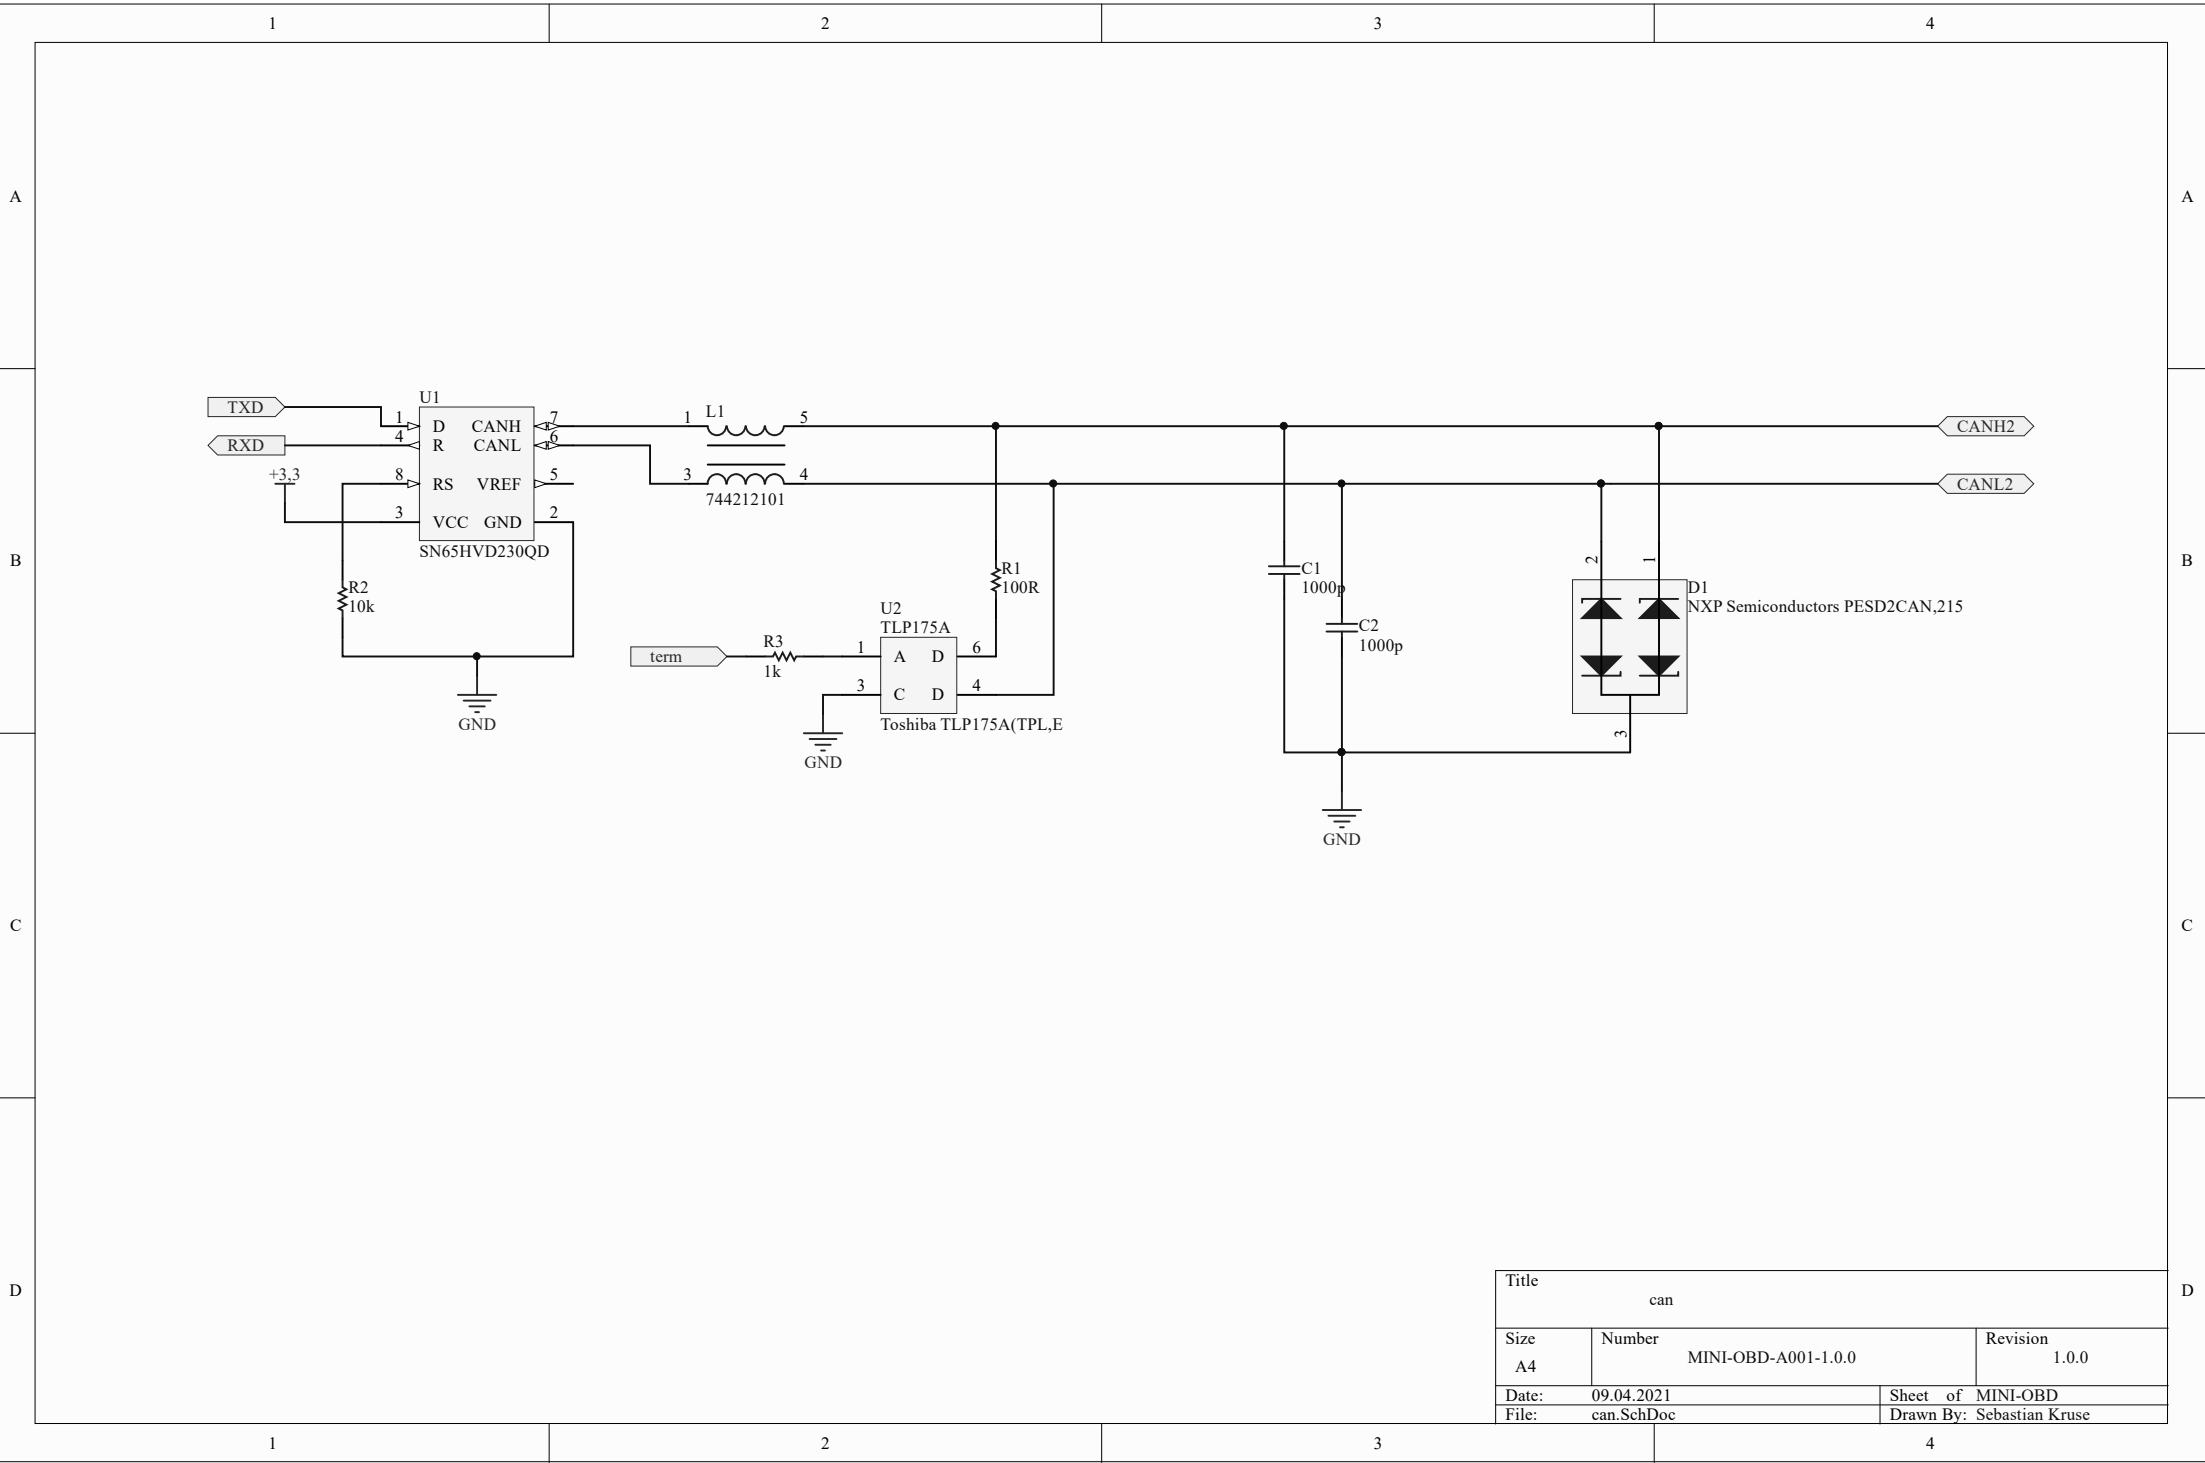 1 2 3 4
A A
U1
TXD
1 D CANH 7
L1
1 5
CANH2
RXD
4 R CANL 6
+3,3
8 RS VREF 5
3 4
CANL2
744212101
3 VCC GND 2
SN65HVD230QD
B B
2 1
R2
10k
R1
100R
C1
1000p
D1
NXP Semiconductors PESD2CAN,215
U2
TLP175A
C2
1000p
term
R3
1k
1 A D 6
3 C D 4
Toshiba TLP175A(TPL,E
3
GND
GND
GND
C C
D D
Title
can
Size
A4
Number
MINI-OBD-A001-1.0.0
Revision
1.0.0
Date: 09.04.2021 Sheet of MINI-OBD
File: can.SchDoc Drawn By: Sebastian Kruse
1 2 3 4